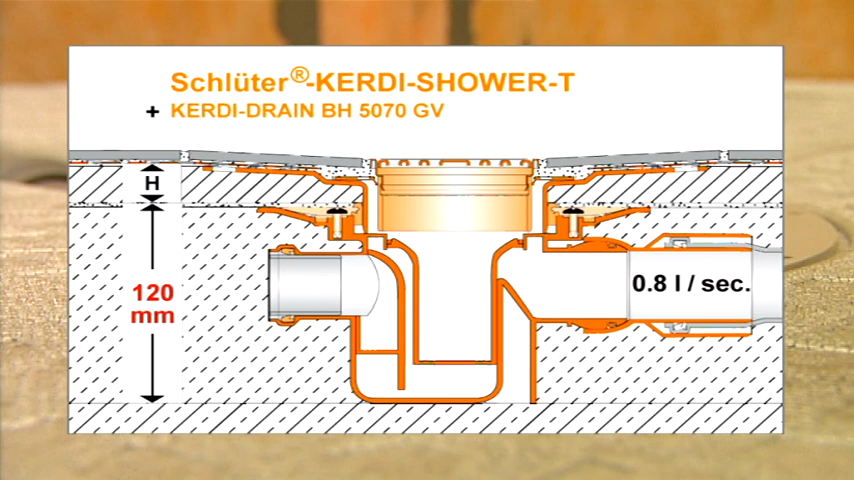 Schlüter®-KERDI-SHOWER-T
+ KERDI-DRAIN BH 5070 GV
H
120
mm
0.8 l / sec.